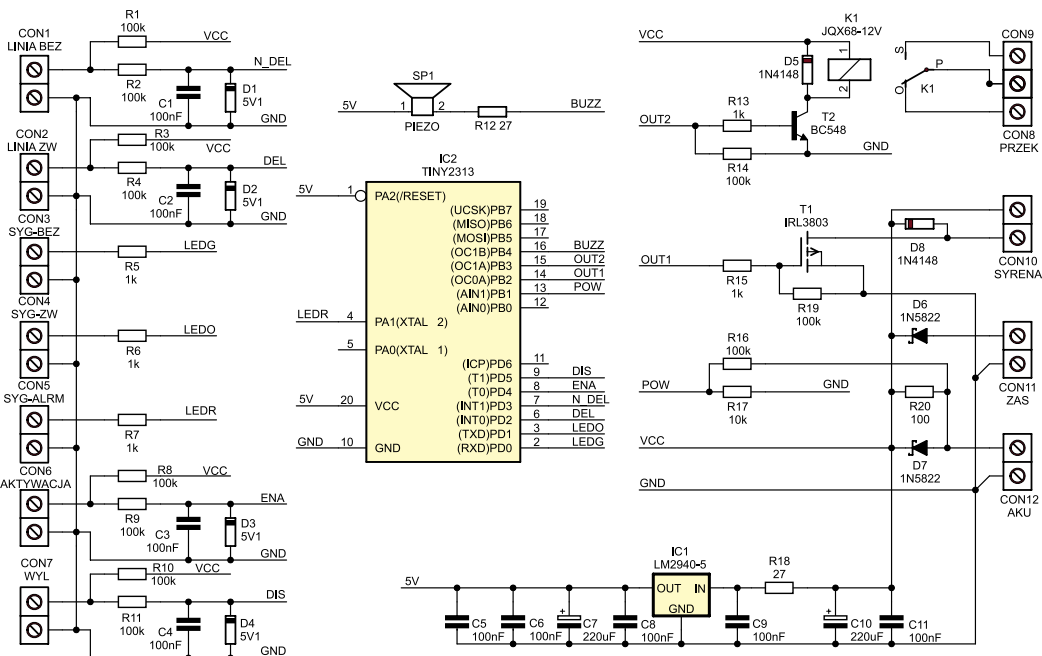 CON1
LINIA BEZ
R1
100k
VCC
N_DEL
R2
100k
C1
100nF
D1
5V1
GND
CON2
LINIA ZW
R3
100k
VCC
DEL
R4
100k
C2
100nF
D2
5V1
GND
CON3
SYG-BEZ
LEDG
R5
1k
CON4
SYG-ZW
LEDO
R6
1k
CON5
SYG-ALRM
LEDR
R7
1k
CON6
AKTYWACJA
R8
100k
VCC
ENA
R9
100k
C3
100nF
D3
5V1
GND
CON7
WYL
R10
100k
VCC
DIS
R11
100k
C4
100nF
D4
5V1
GND
SP1
5V
1
2
PIEZO
R12 27
BUZZ
IC2
TINY2313
5V
1
PA2(/RESET)
(UCSK)PB7
19
(MISO)PB6
18
(MOSI)PB5
17
(OC1B)PB4
16
BUZZ
(OC1A)PB3
15
OUT2
(OC0A)PB2
14
OUT1
(AIN1)PB1
13
POW
(AIN0)PB0
12
LEDR
4
PA1(XTAL 2)
5
PA0(XTAL 1)
(ICP)PD6
11
(T1)PD5
9
DIS
(T0)PD4
8
ENA
(INT1)PD3
7
N_DEL
(INT0)PD2
6
DEL
(TXD)PD1
3
LEDO
(RXD)PD0
2
LEDG
5V
20
VCC
GND
10
GND
K1
JQX68-12V
VCC
D5
1N4148
1
2
OUT2
R13
1k
T2
BC548
R14
100k
GND
S
P
O
K1
CON9
CON8
PRZEK
T1
IRL3803
OUT1
R15
1k
R19
100k
D8
1N4148
CON10
SYRENA
D6
1N5822
R16
100k
POW
R17
10k
GND
R20
100
CON11
ZAS
VCC
D7
1N5822
GND
CON12
AKU
IC1
LM2940-5
5V
OUT
IN
GND
R18
27
C5
100nF
C6
100nF
+
C7
220uF
C8
100nF
C9
100nF
+
C10
220uF
C11
100nF